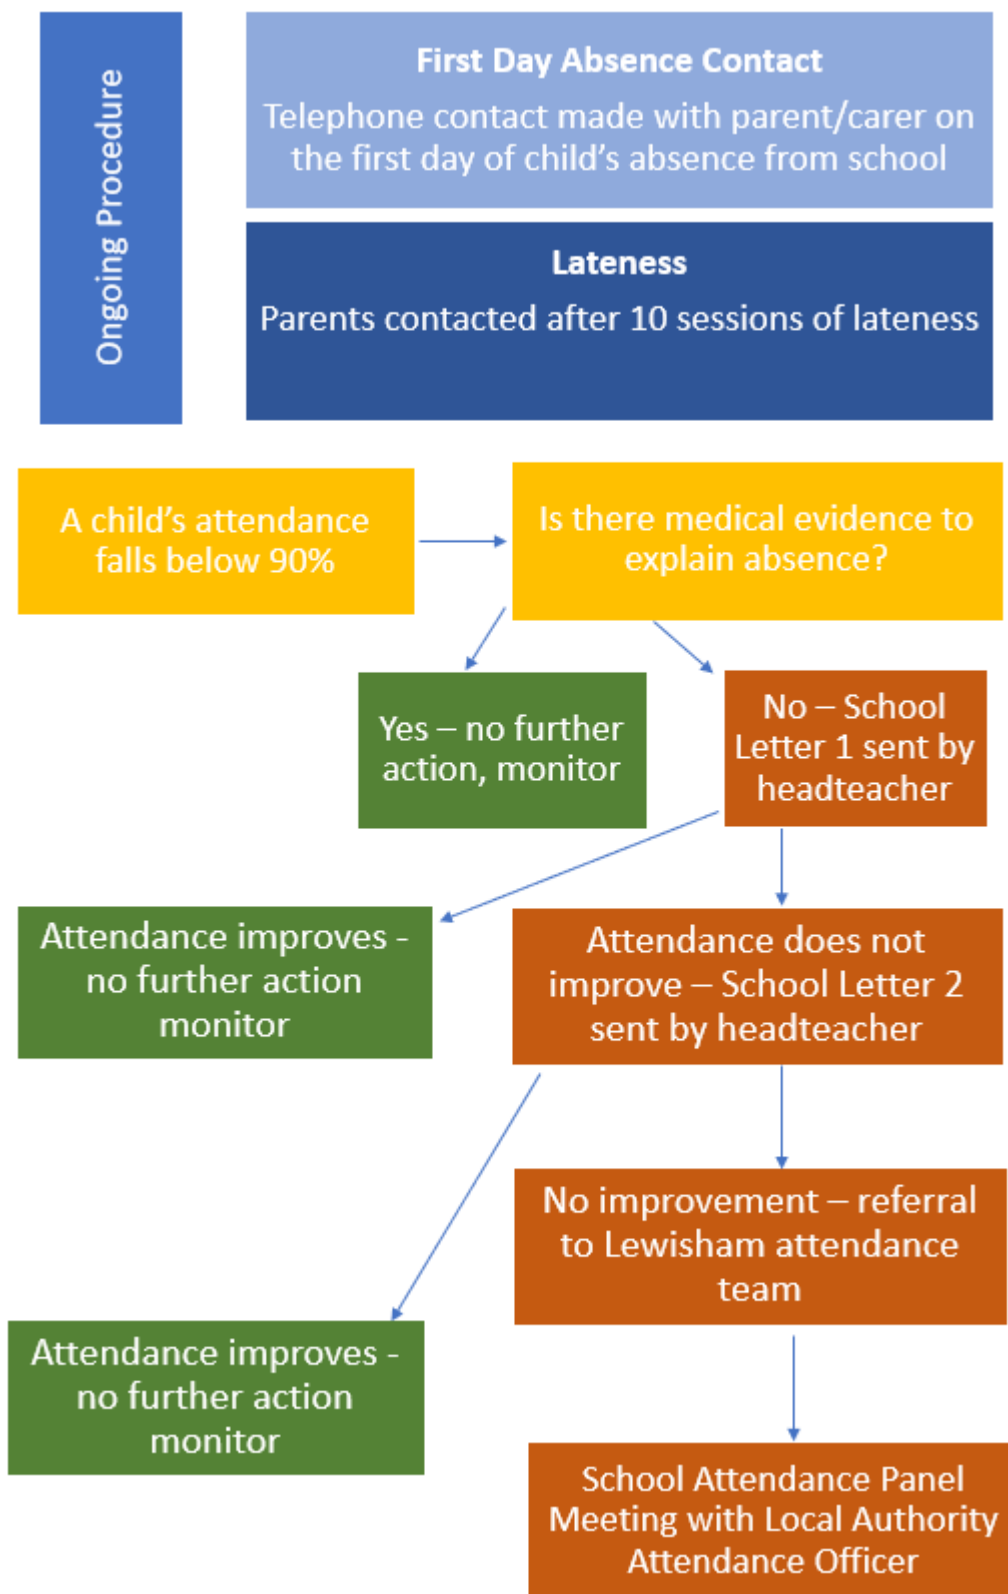 Ongoing Procedure
First Day Absence Contact
Telephone contact made with parent/carer on
the first day of child's absence from school
Lateness
Parents contacted after 10 sessions of lateness
A child's attendance
falls below 90%
Is there medical evidence to
explain absence?
Yes – no further
action, monitor
No – School
Letter 1 sent by
headteacher
Attendance improves -
no further action
monitor
Attendance does not
improve – School Letter 2
sent by headteacher
No improvement – referral
to Lewisham attendance
team
Attendance improves -
no further action
monitor
School Attendance Panel
Meeting with Local Authority
Attendance Officer